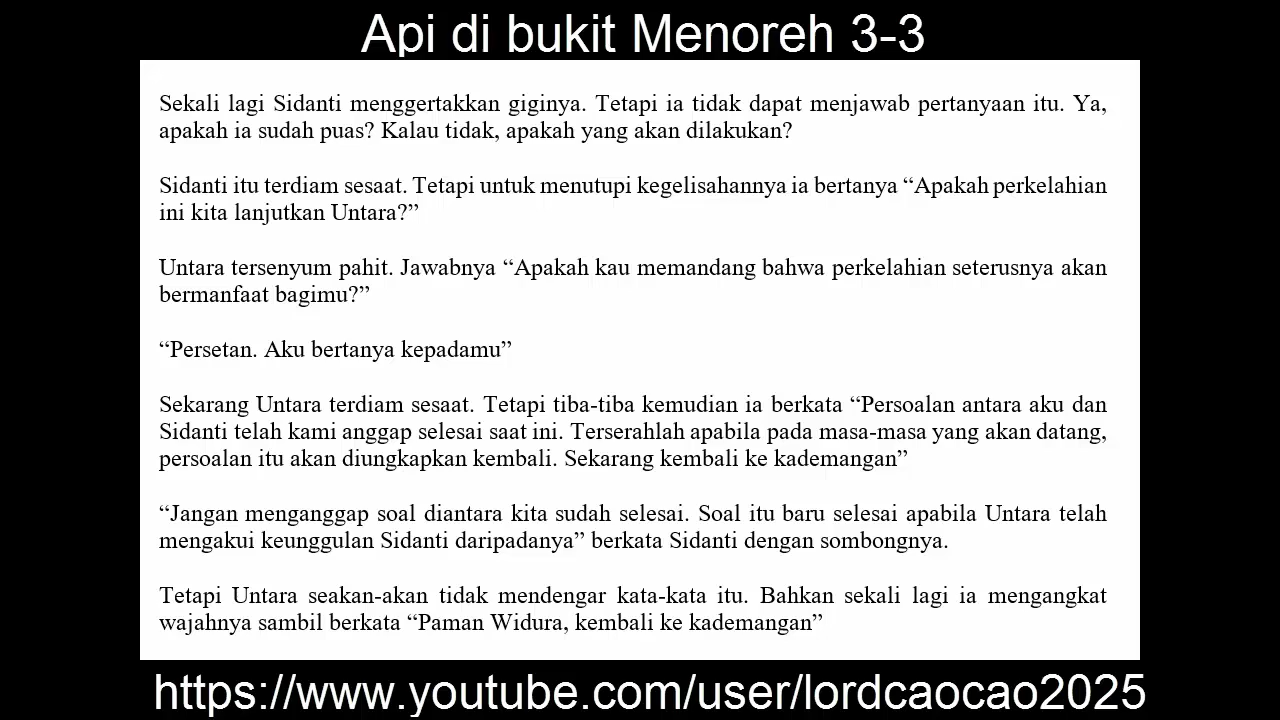 Api di bukit Menoreh 3-3
Sekali lagi Sidanti menggertakkan giginya. Tetapi ia tidak dapat menjawab pertanyaan itu. Ya,
apakah ia sudah puas? Kalau tidak, apakah yang akan dilakukan?
Sidanti itu terdiam sesaat. Tetapi untuk menutupi kegelisahannya ia bertanya “Apakah perkelahian
ini kita lanjutkan Untara?”
Untara tersenyum pahit. Jawabnya “Apakah kau memandang bahwa perkelahian seterusnya akan
bermanfaat bagimu?”
“Persetan. Aku bertanya kepadamu”
Sekarang Untara terdiam sesaat. Tetapi tiba-tiba kemudian ia berkata “Persoalan antara aku dan
Sidanti telah kami anggap selesai saat ini. Terserahlah apabila pada masa-masa yang akan datang,
persoalan itu akan diungkapkan kembali. Sekarang kembali ke kademangan”
“Jangan menganggap soal diantara kita sudah selesai. Soal itu baru selesai apabila Untara telah
mengakui keunggulan Sidanti daripadanya” berkata Sidanti dengan sombongnya.
Tetapi Untara seakan-akan tidak mendengar kata-kata itu. Bahkan sekali lagi ia mengangkat
wajahnya sambil berkata “Paman Widura, kembali ke kademangan”
https://www.youtube.com/user/lordcaocao2025